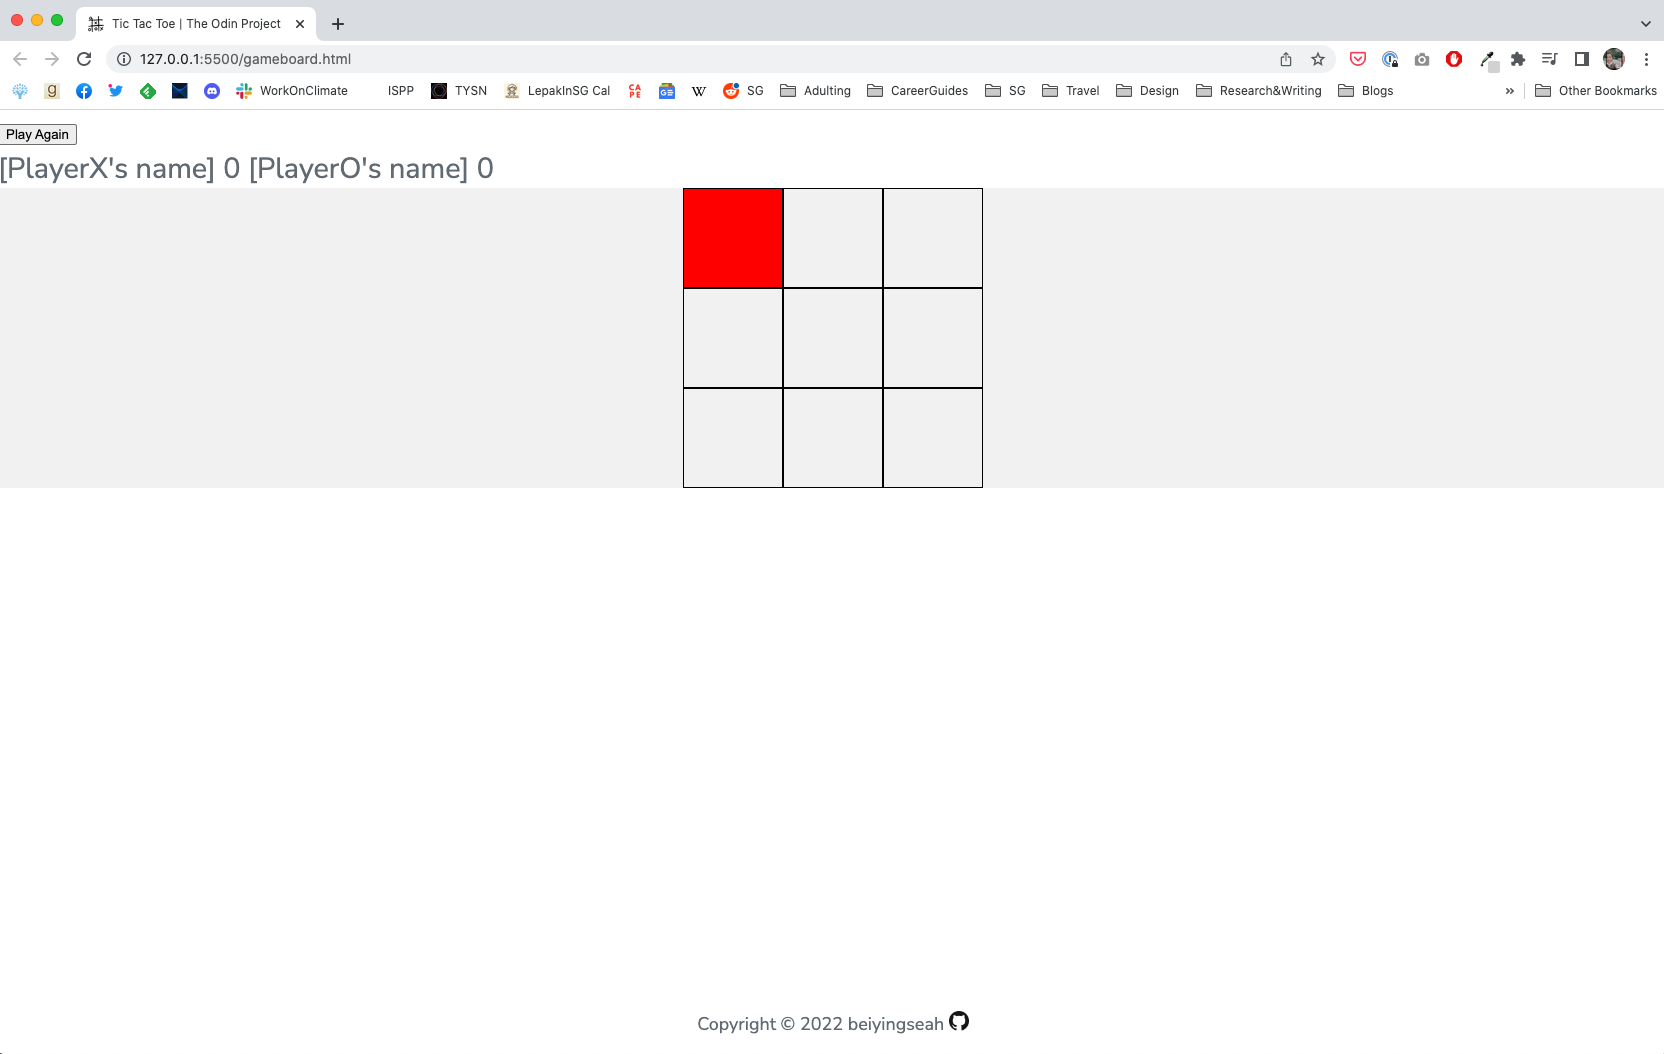 Tic Tac Toe | The Odin Project
127.0.0.1:5500/gameboard.html
g WorkOnClimate ISPP TYSN LepakInSG Cal CAPE GE W SG Adulting CareerGuides SG Travel Design Research&Writing Blogs » Other Bookmarks
Play Again
[PlayerX's name] 0 [PlayerO's name] 0
Copyright © 2022 beiyingseah